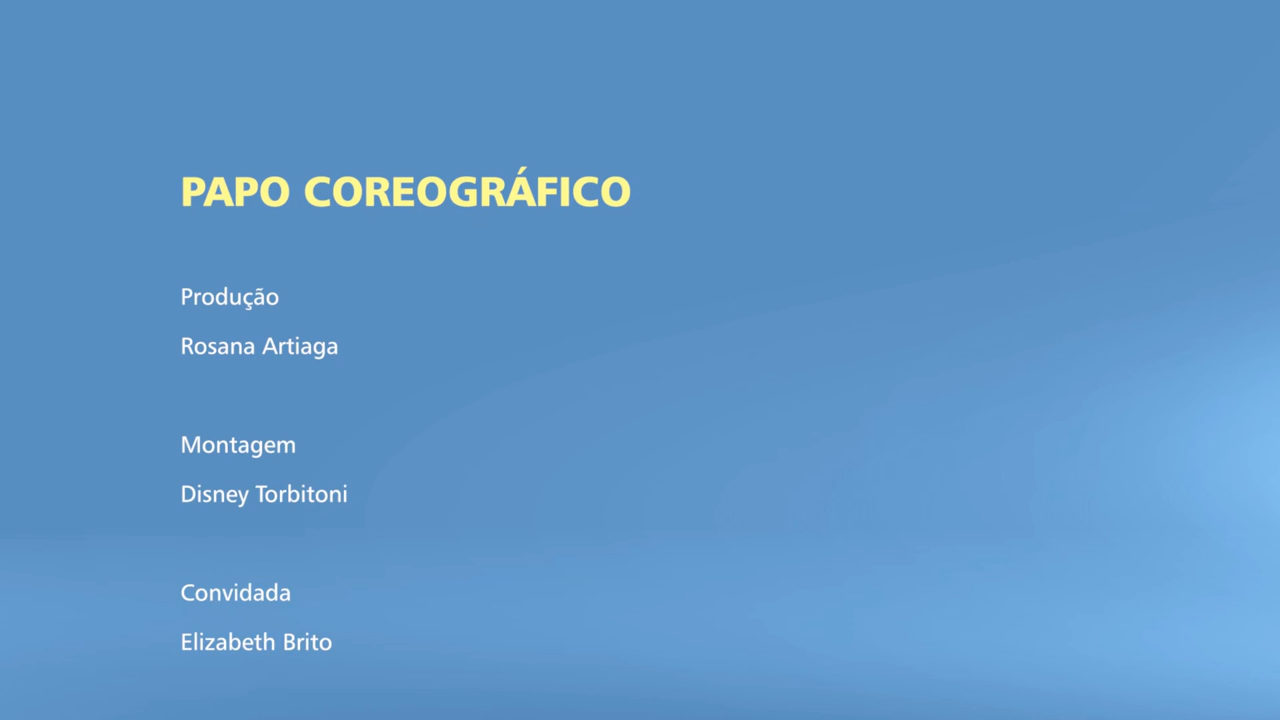 PAPO COREOGRÁFICO
Produção
Rosana Artiaga
Montagem
Disney Torbitoni
Convidada
Elizabeth Brito